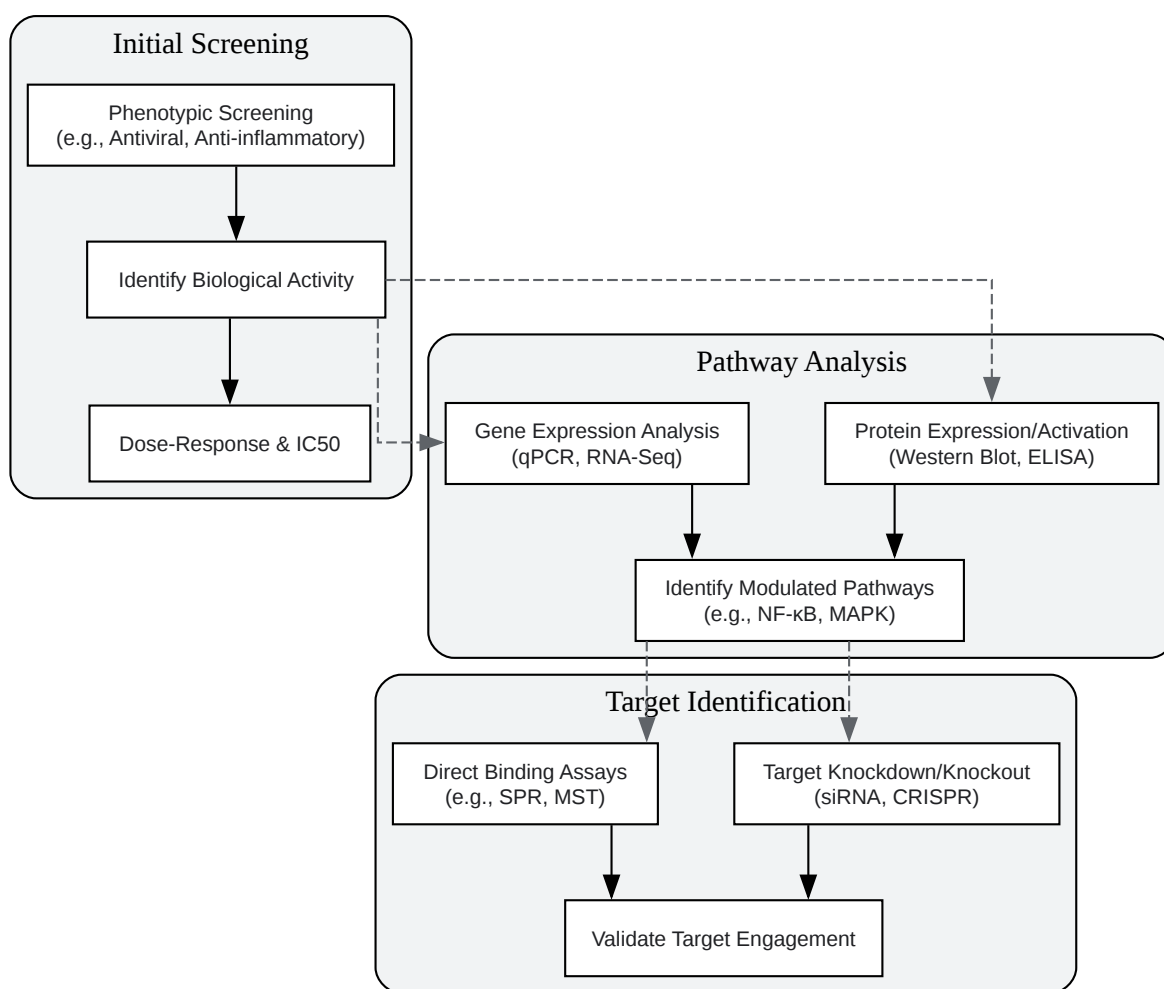 Initial Screening
Phenotypic Screening
(e.g., Antiviral, Anti-inflammatory)
Identify Biological Activity
Dose-Response & IC50
Pathway Analysis
Gene Expression Analysis
(qPCR, RNA-Seq)
Protein Expression/Activation
(Western Blot, ELISA)
Identify Modulated Pathways
(e.g., NF-κB, MAPK)
Target Identification
Direct Binding Assays
(e.g., SPR, MST)
Target Knockdown/Knockout
(siRNA, CRISPR)
Validate Target Engagement